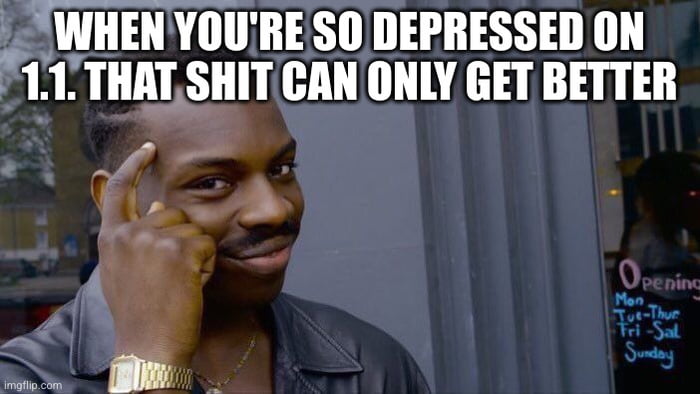 WHEN YOU'RE SO DEPRESSED ON
1.1. THAT SHIT CAN ONLY GET BETTER
Opening
Mon
Tue-Thur
Fri -Sat
Sunday
imgflip.com